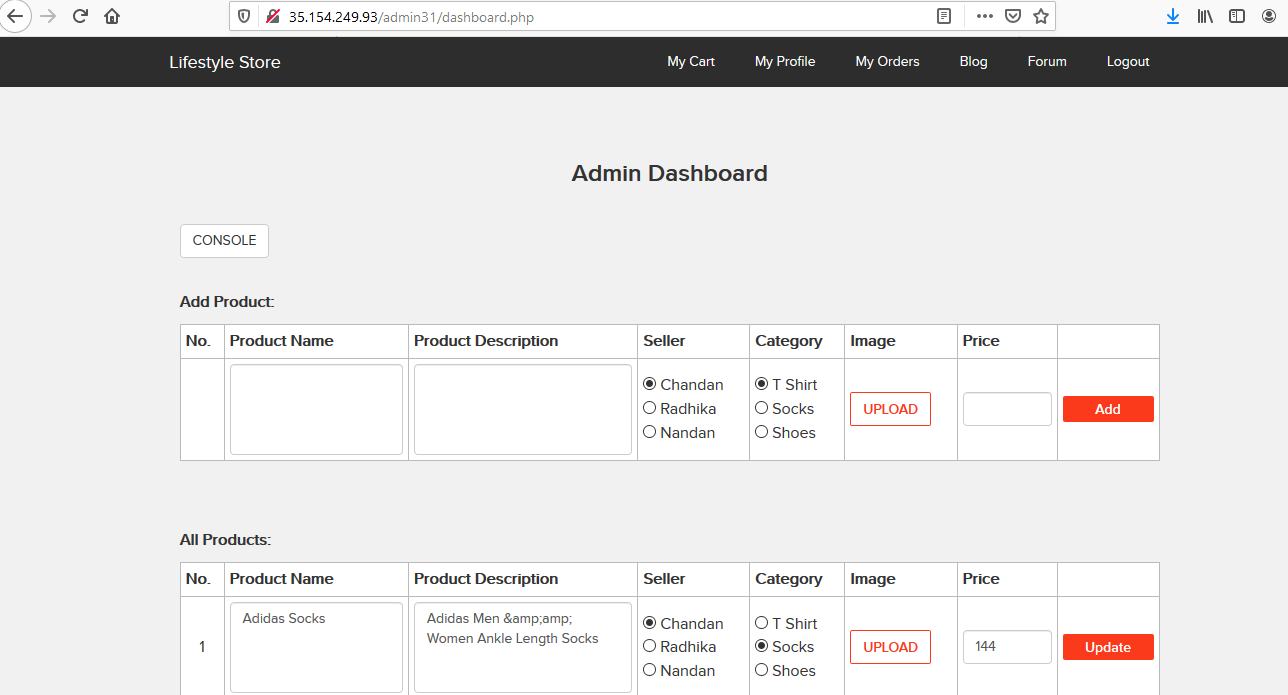 35.154.249.93/admin31/dashboard.php
Lifestyle Store My Cart My Profile My Orders Blog Forum Logout
Admin Dashboard
CONSOLE
Add Product:
No. Product Name Product Description Seller Category Image Price
Chandan T Shirt
Radhika Socks UPLOAD Add
Nandan Shoes
All Products:
No. Product Name Product Description Seller Category Image Price
Adidas Socks Adidas Men &amp;amp; Chandan T Shirt
1 Women Ankle Length Socks Radhika Socks UPLOAD 144 Update
Nandan Shoes